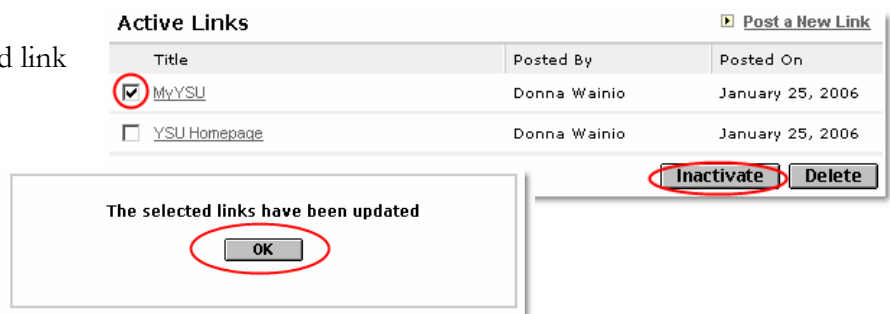 Active Links
Post a New Link
d link
Title Posted By Posted On
MyYSU Donna Wainio January 25, 2006
YSU Homepage Donna Wainio January 25, 2006
Inactivate Delete
The selected links have been updated
OK